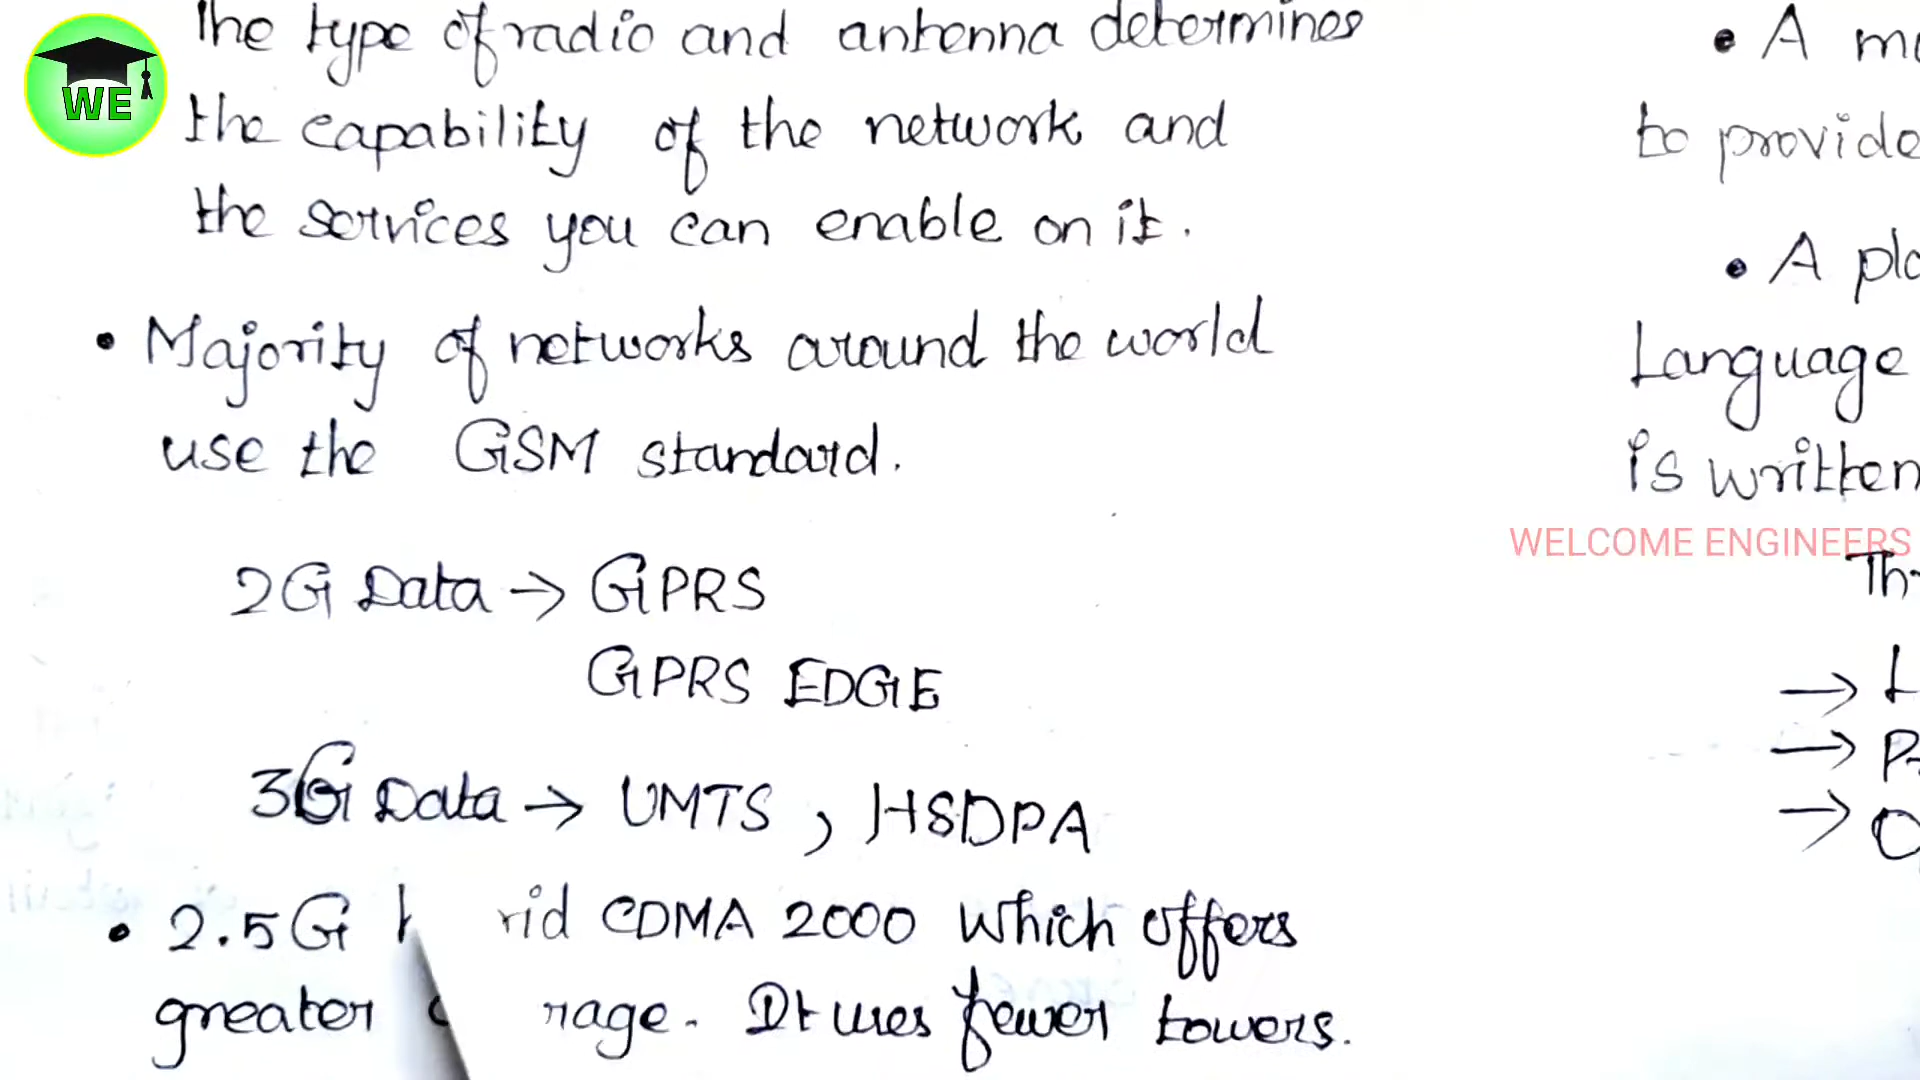 WE
The type of radio and antenna determines
the capability of the network and
the services you can enable on it.
• Majority of networks around the world
use the GSM standard.
2G Data → GPRS
GPRS EDGE
3G Data → UMTS, HSDPA
• 2.5G rid CDMA 2000 which offers
greater rage. It uses fewer towers.
• A m
to provide
• A pla
Language
is written
WELCOME ENGINEERS
Th
→ L
→ P
→ O